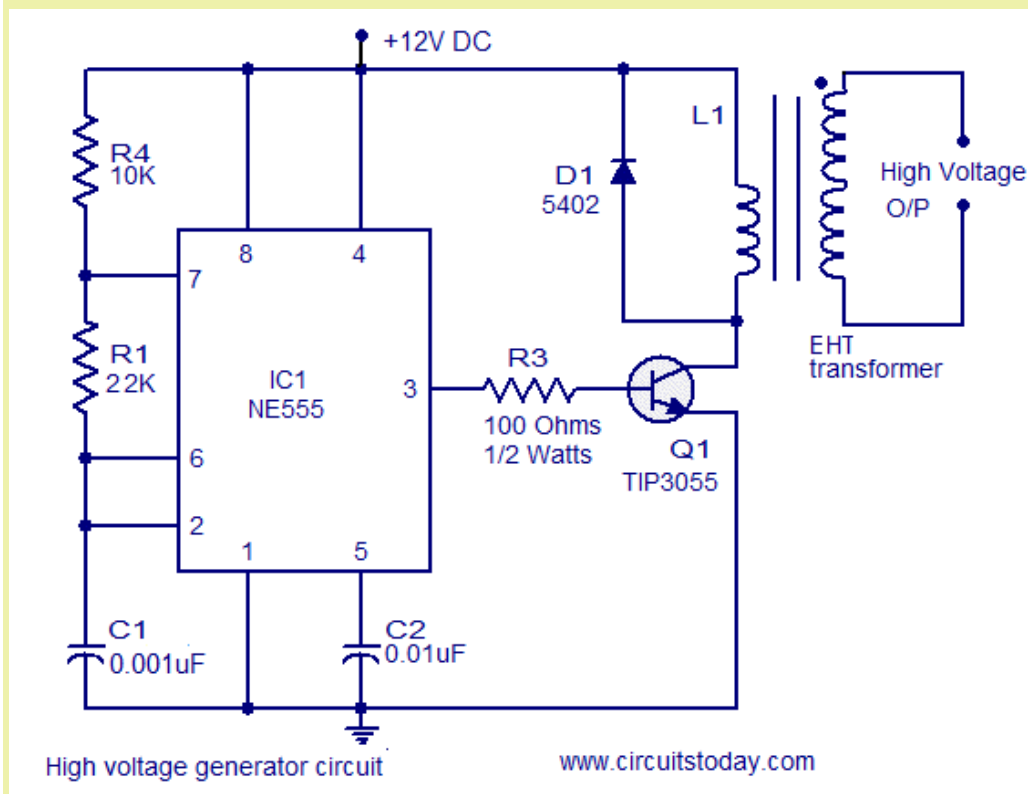 +12V DC
R4
10K
L1
D1
5402
High Voltage
O/P
8
4
7
R1
22K
IC1
NE555
3
R3
100 Ohms
1/2 Watts
EHT
transformer
Q1
TIP3055
6
2
1
5
C1
0.001uF
C2
0.01uF
High voltage generator circuit
www.circuitstoday.com